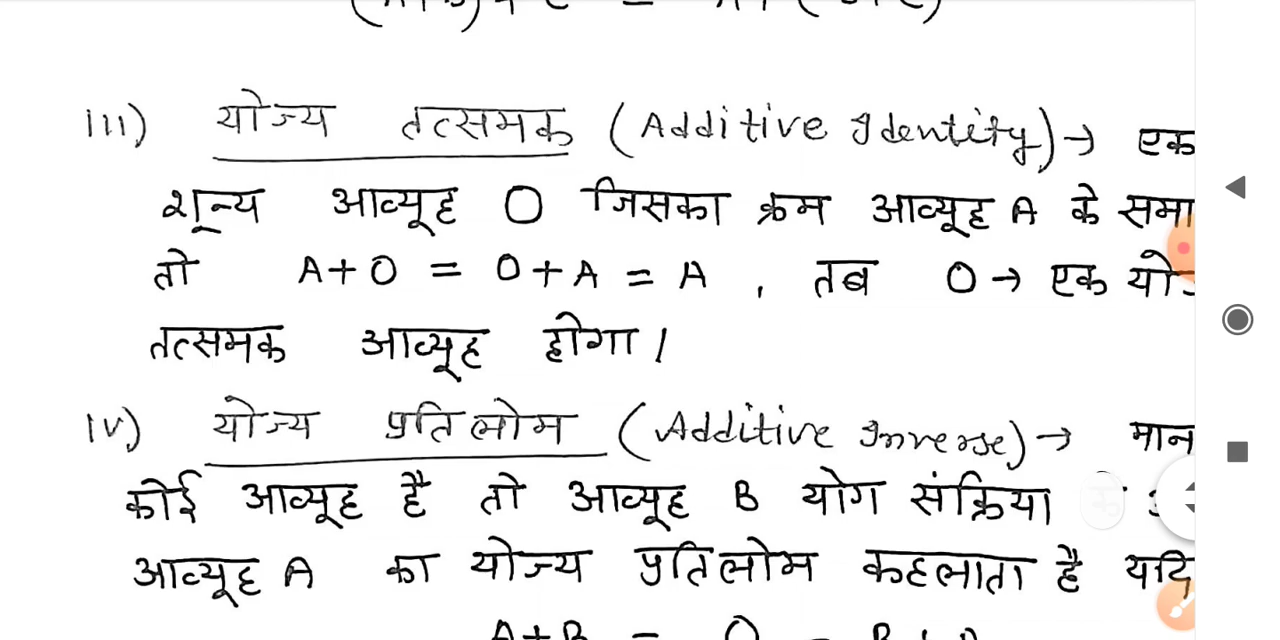 iii) योज्य तत्समक (Additive Identity) → एक
शून्य आव्यूह O जिसका क्रम आव्यूह A के समा
तो A + O = O + A = A , तब O → एक यो
तत्समक आव्यूह होगा।
iv) योज्य प्रतिलोम (Additive Inverse) → मान
कोई आव्यूह है तो आव्यूह B योग संक्रिया
आव्यूह A का योज्य प्रतिलोम कहलाता है यदि
A + B = O = B + A